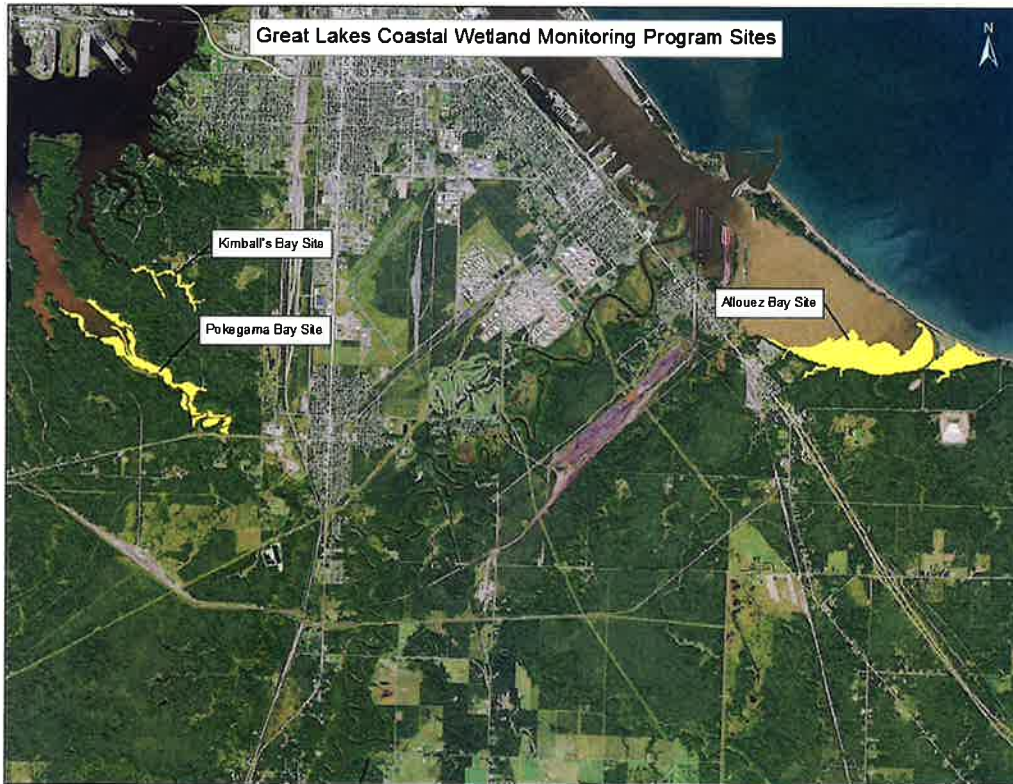 Great Lakes Coastal Wetland Monitoring Program Sites
N
Kimball's Bay Site
Allouez Bay Site
Pokegama Bay Site